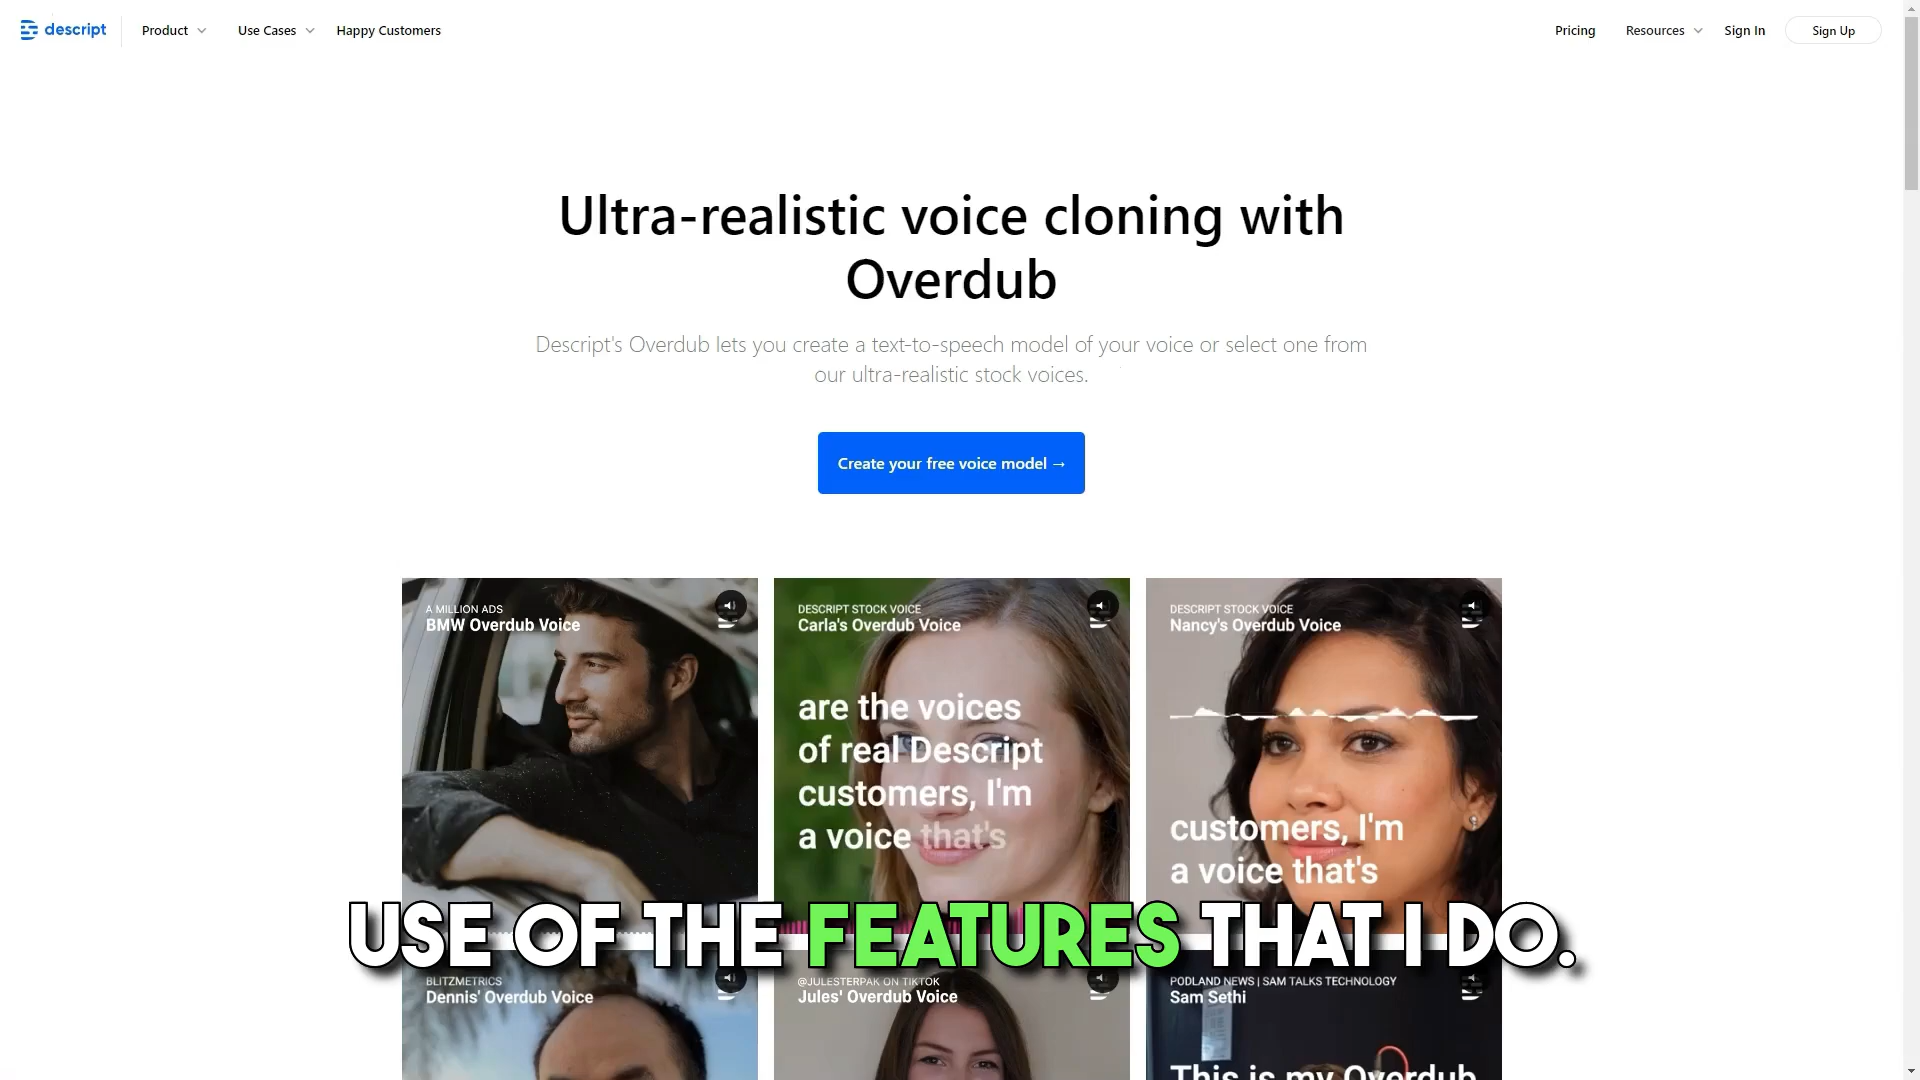 descript
Product
Use Cases
Happy Customers
Pricing
Resources
Sign In
Sign Up
Ultra-realistic voice cloning with
Overdub
Descript's Overdub lets you create a text-to-speech model of your voice or select one from
our ultra-realistic stock voices.
Create your free voice model →
A MILLION ADS
BMW Overdub Voice
DESCRIPT STOCK VOICE
Carla's Overdub Voice
are the voices
of real Descript
customers, I'm
a voice that's
DESCRIPT STOCK VOICE
Nancy's Overdub Voice
customers, I'm
a voice that's
USE OF THE FEATURES THAT I DO.
BLITZMETRICS
Dennis' Overdub Voice
@JULESTERPAK ON TIKTOK
Jules' Overdub Voice
PODLAND NEWS | SAM TALKS TECHNOLOGY
Sam Sethi
This is my Overdub